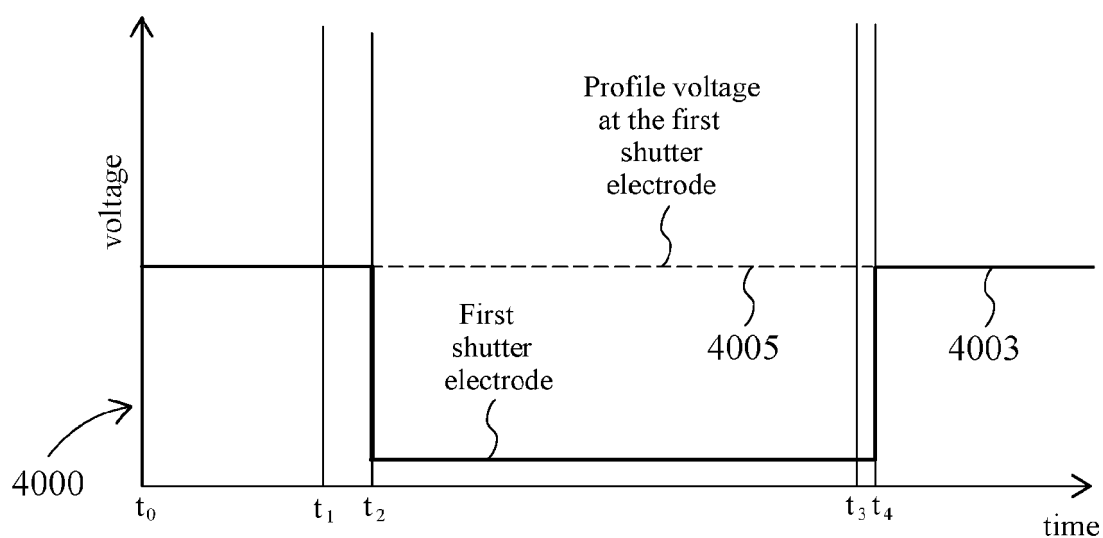 Profile voltage
at the first
shutter
electrode
voltage
First
shutter
electrode
4005
4003
4000
t₀
t₁
t₂
t₃
t₄
time